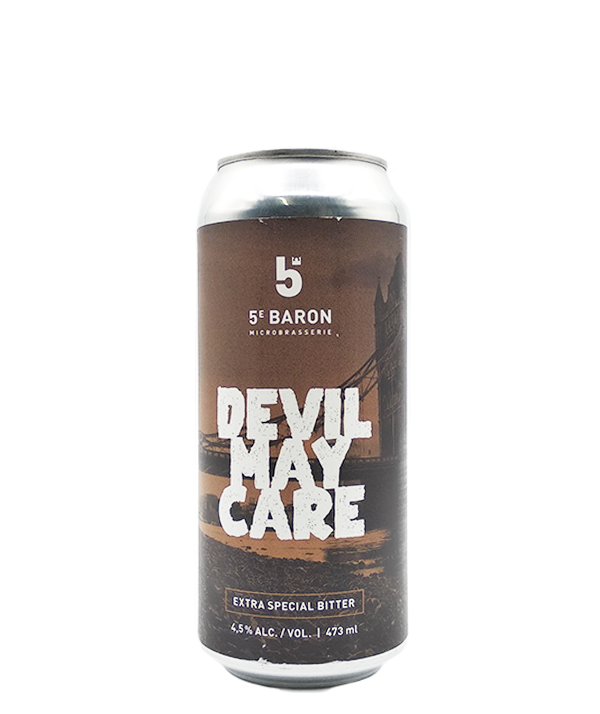 5
5E BARON
MICROBRASSERIE
DEVIL
MAY
CARE
EXTRA SPECIAL BITTER
4,5% ALC. / VOL. | 473 ml